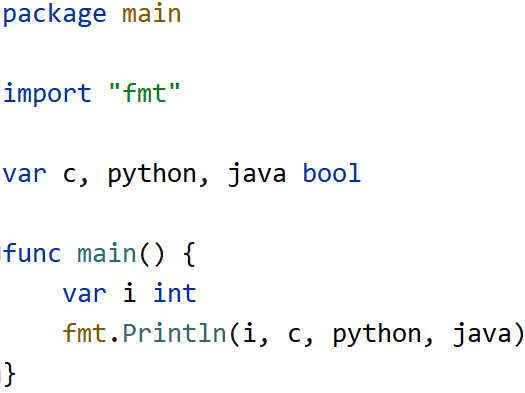 package main
import "fmt"
var c, python, java bool
func main() {
    var i int
    fmt.Println(i, c, python, java)
}